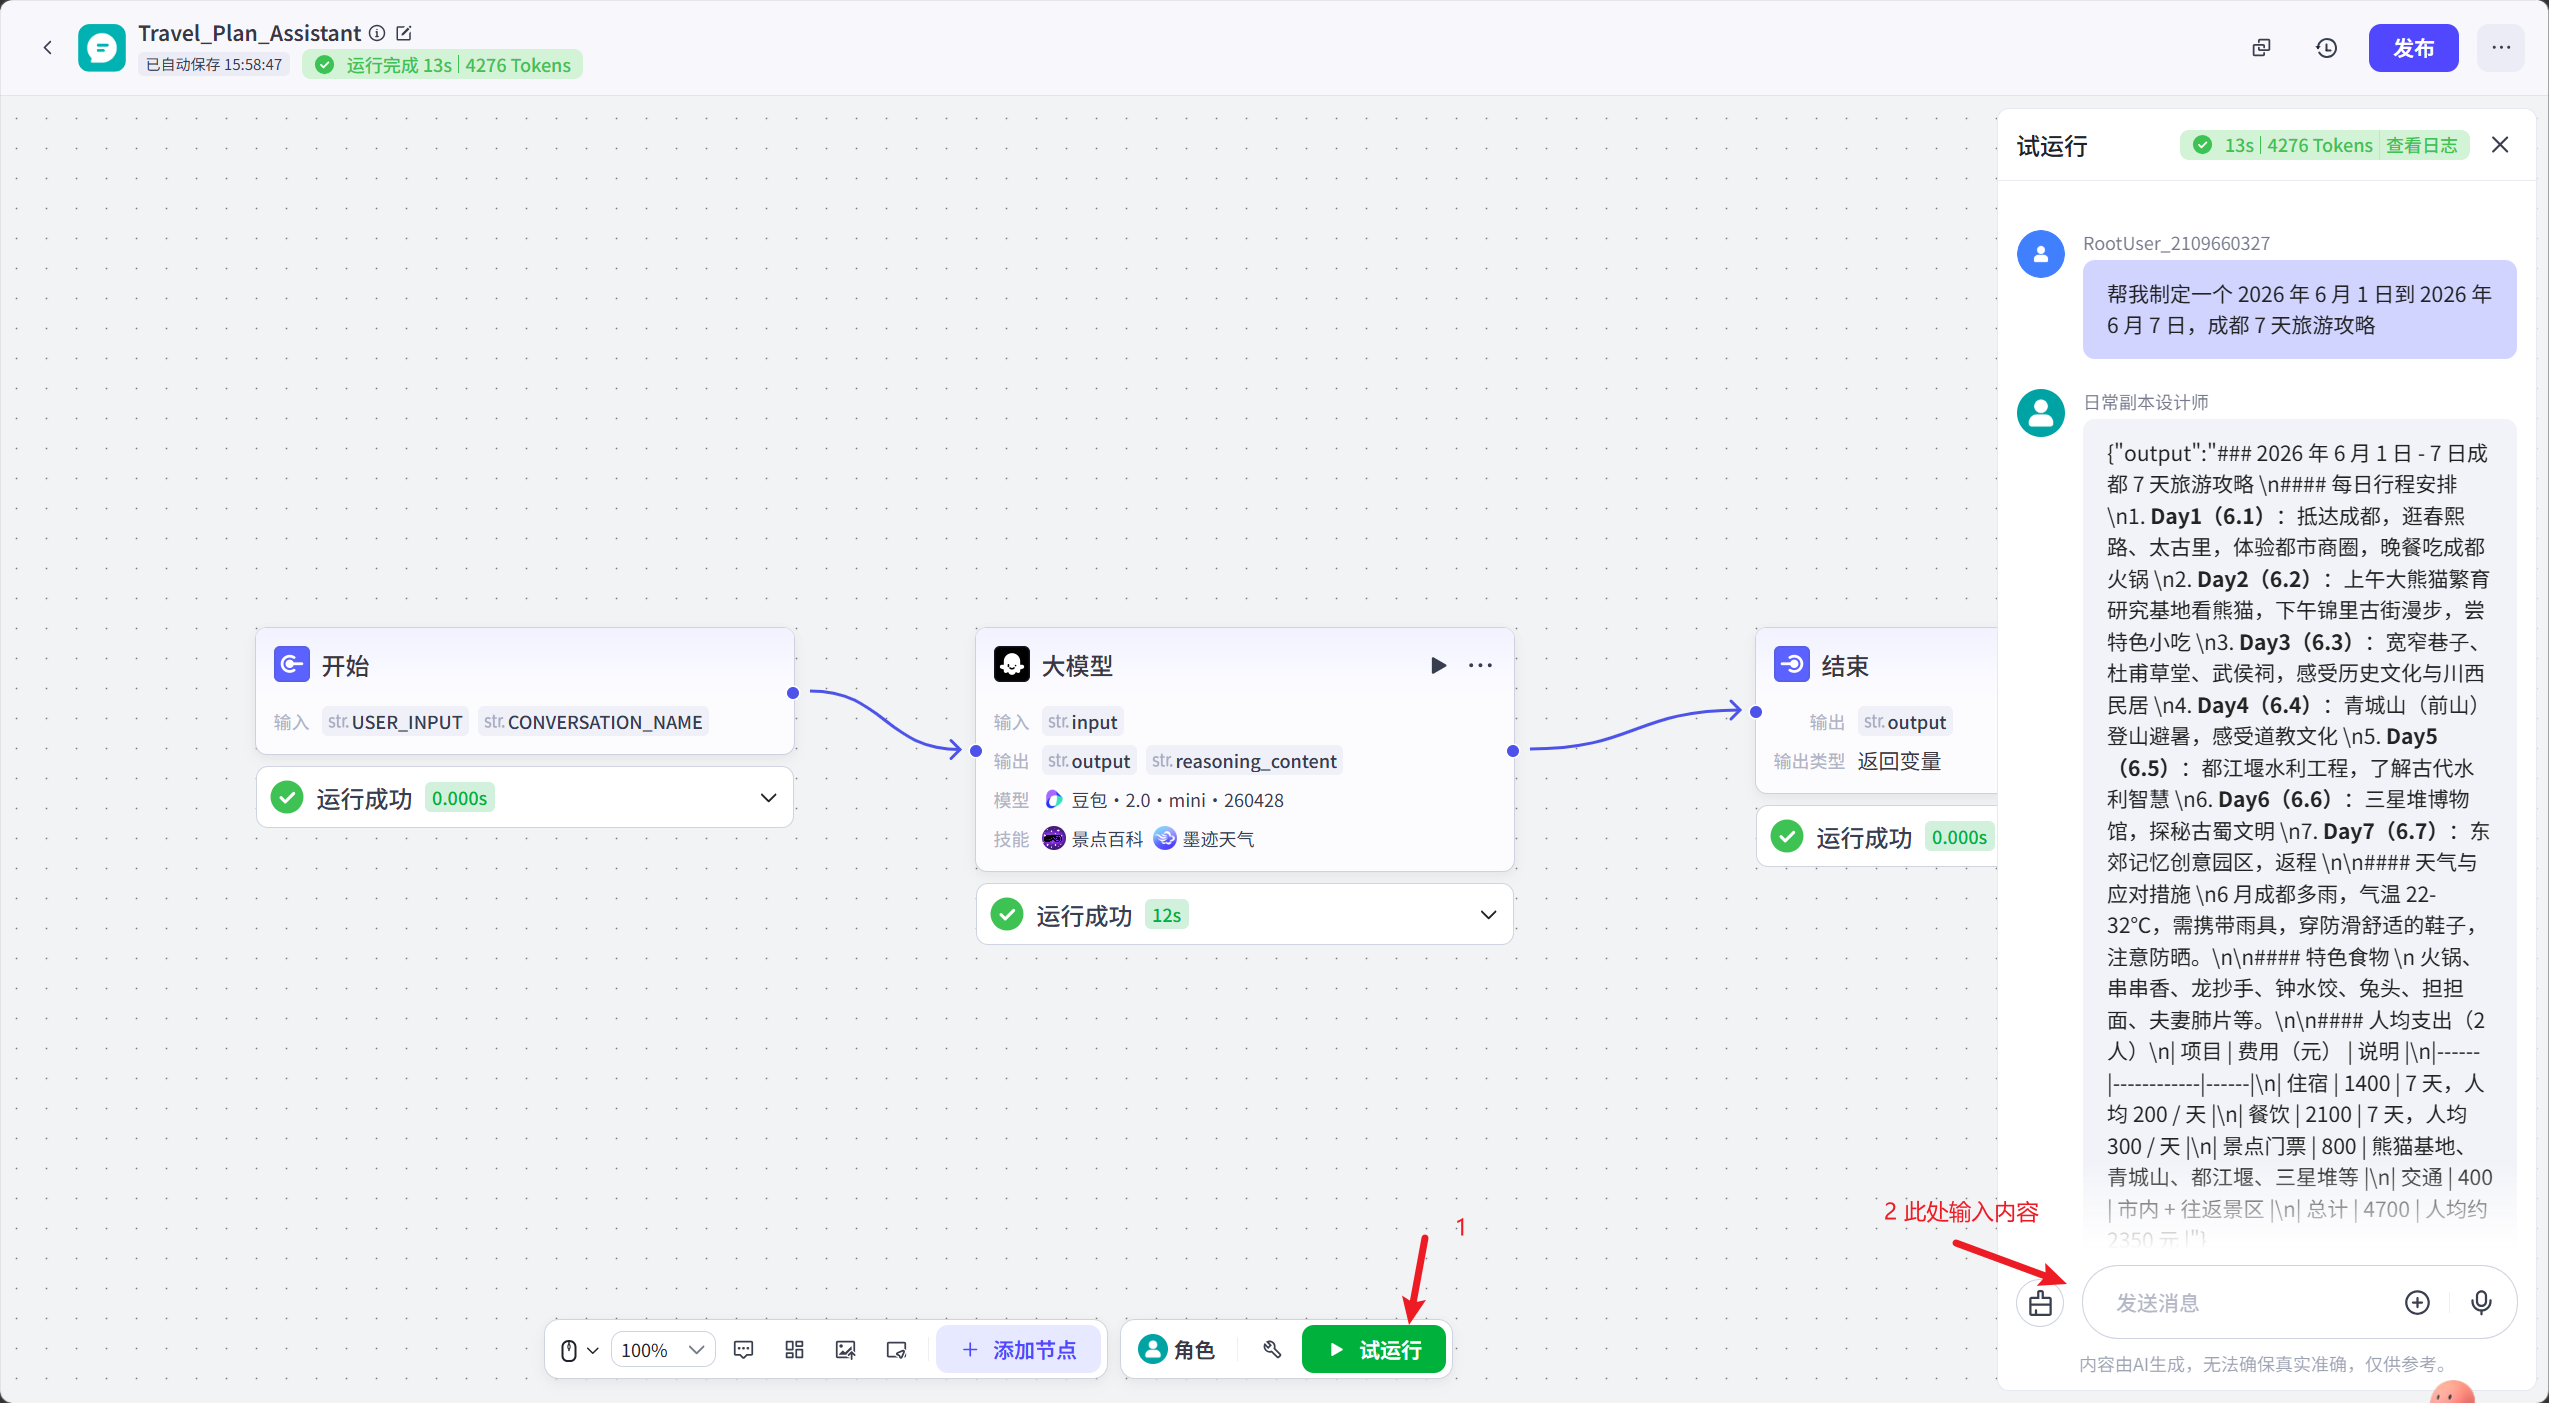 Travel_Plan_Assistant
已自动保存 15:58:47
运行完成 13s | 4276 Tokens
发布
开始
输入 str.USER_INPUT str.CONVERSATION_NAME
运行成功 0.000s
大模型
输入 str.input
输出 str.output str.reasoning_content
模型 豆包·2.0·mini·260428
技能 景点百科 墨迹天气
运行成功 12s
结束
输出 str.output
输出类型 返回变量
运行成功 0.000s
试运行
13s | 4276 Tokens 查看日志
RootUser_2109660327
帮我制定一个 2026 年 6 月 1 日到 2026 年
6 月 7 日，成都 7 天旅游攻略
日常副本设计师
{"output":"### 2026 年 6 月 1 日 - 7 日成
都 7 天旅游攻略 \n#### 每日行程安排
\n1. Day1（6.1）：抵达成都，逛春熙
路、太古里，体验都市商圈，晚餐吃成都
火锅 \n2. Day2（6.2）：上午大熊猫繁育
研究基地看熊猫，下午锦里古街漫步，尝
特色小吃 \n3. Day3（6.3）：宽窄巷子、
杜甫草堂、武侯祠，感受历史文化与川西
民居 \n4. Day4（6.4）：青城山（前山）
登山避暑，感受道教文化 \n5. Day5
（6.5）：都江堰水利工程，了解古代水
利智慧 \n6. Day6（6.6）：三星堆博物
馆，探秘古蜀文明 \n7. Day7（6.7）：东
郊记忆创意园区，返程 \n\n#### 天气与
应对措施 \n6 月成都多雨，气温 22-
32℃，需携带雨具，穿防滑舒适的鞋子，
注意防晒。\n\n#### 特色食物 \n 火锅、
串串香、龙抄手、钟水饺、兔头、担担
面、夫妻肺片等。\n\n#### 人均支出（2
人）\n| 项目 | 费用（元） | 说明 |\n|------
|------------|------|\n| 住宿 | 1400 | 7 天，人
均 200 / 天 |\n| 餐饮 | 2100 | 7 天，人均
300 / 天 |\n| 景点门票 | 800 | 熊猫基地、
青城山、都江堰、三星堆等 |\n| 交通 | 400
| 市内 + 往返景区 |\n| 总计 | 4700 | 人均约
2350 元 |"}
2 此处输入内容
1
发送消息
内容由AI生成，无法确保真实准确，仅供参考。
100%
添加节点
角色
试运行